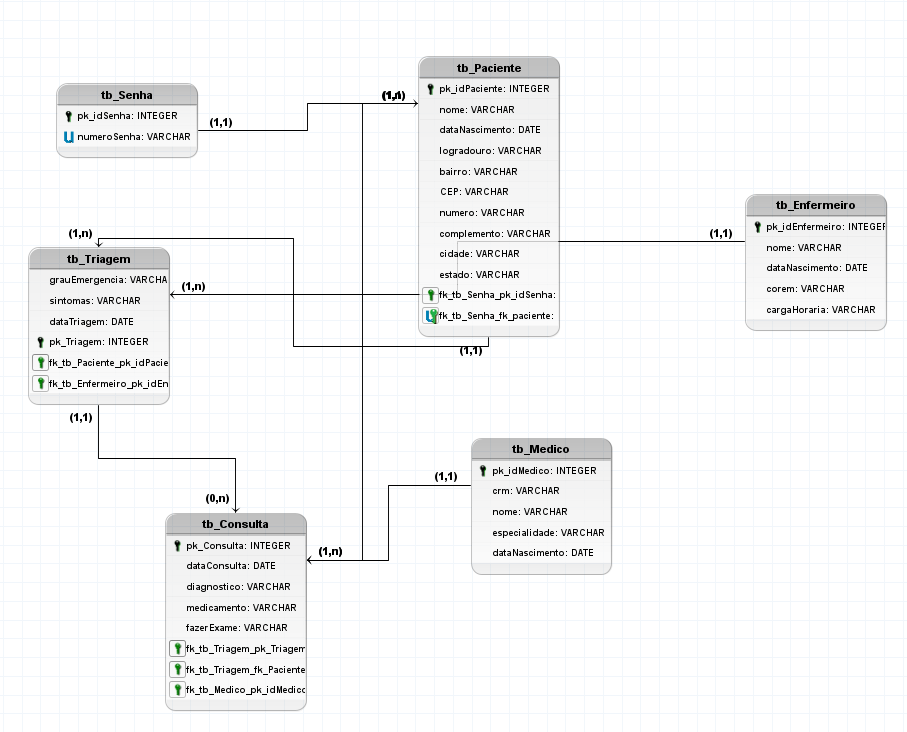 tb_Senha
pk_idSenha: INTEGER
numeroSenha: VARCHAR
(1,1)
tb_Paciente
pk_idPaciente: INTEGER
nome: VARCHAR
dataNascimento: DATE
logradouro: VARCHAR
bairro: VARCHAR
CEP: VARCHAR
numero: VARCHAR
complemento: VARCHAR
cidade: VARCHAR
estado: VARCHAR
fk_tb_Senha_pk_idSenha:
fk_tb_Senha_fk_paciente:
(1,1)
tb_Enfermeiro
pk_idEnfermeiro: INTEGER
nome: VARCHAR
dataNascimento: DATE
corem: VARCHAR
cargaHoraria: VARCHAR
(1,1)
(1,n)
tb_Triagem
grauEmergencia: VARCHA
sintomas: VARCHAR
dataTriagem: DATE
pk_Triagem: INTEGER
fk_tb_Paciente_pk_idPacie
fk_tb_Enfermeiro_pk_idEn
(1,n)
(1,1)
(0,n)
tb_Medico
pk_idMedico: INTEGER
crm: VARCHAR
nome: VARCHAR
especialidade: VARCHAR
dataNascimento: DATE
(1,1)
tb_Consulta
pk_Consulta: INTEGER
dataConsulta: DATE
diagnostico: VARCHAR
medicamento: VARCHAR
fazerExame: VARCHAR
fk_tb_Triagem_pk_Triagem
fk_tb_Triagem_fk_Paciente
fk_tb_Medico_pk_idMedico
(1,n)